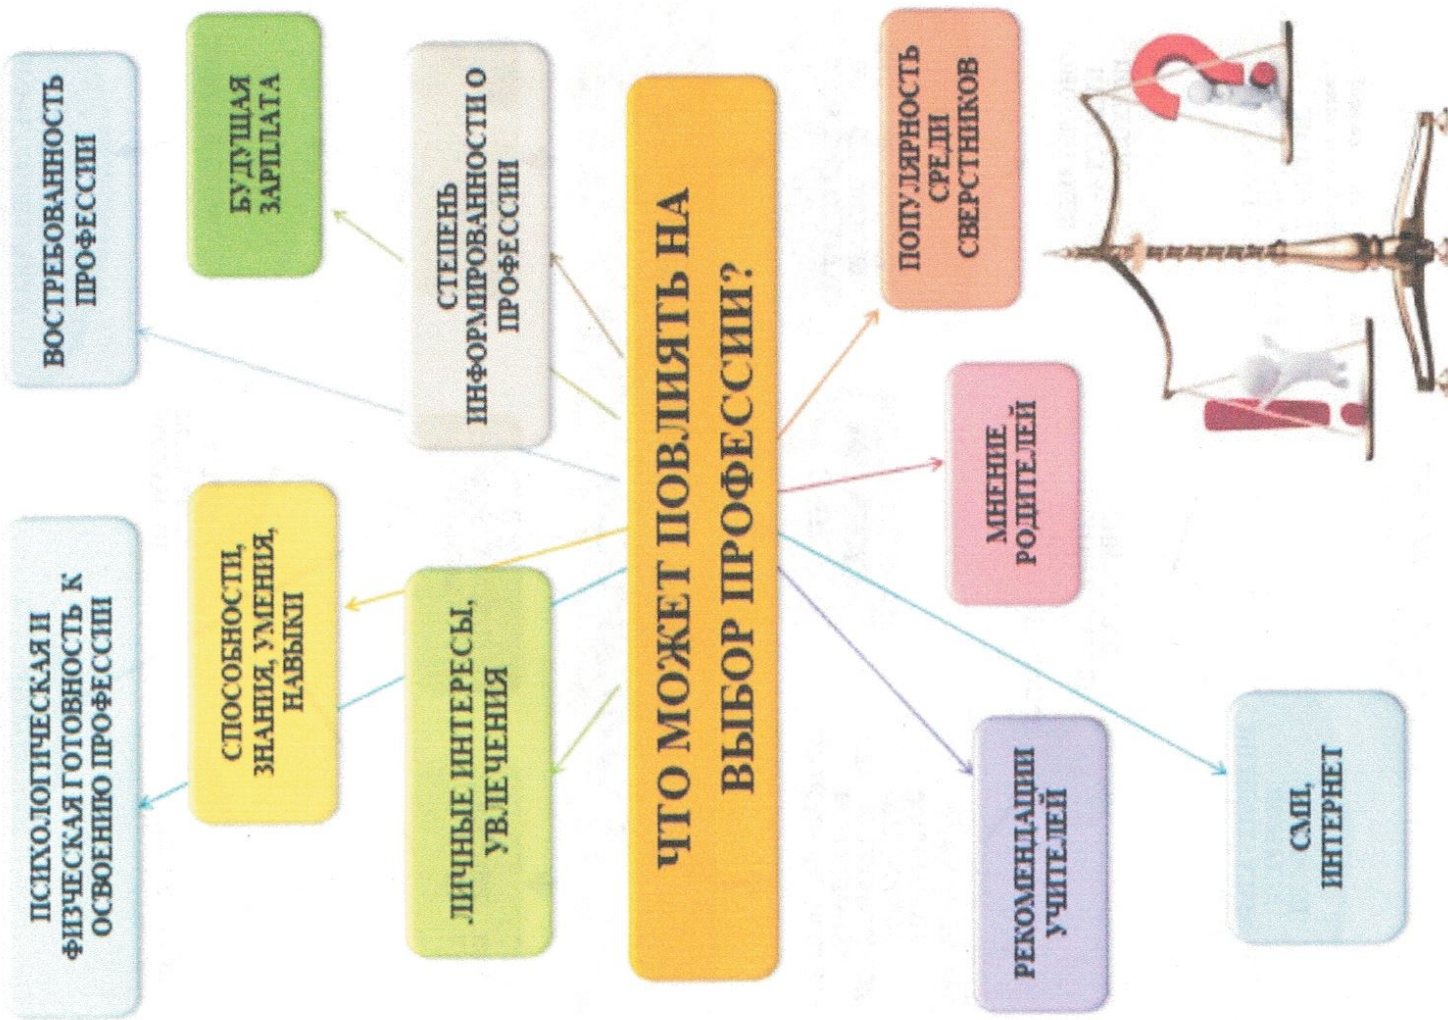 ПСИХОЛОГИЧЕСКАЯ И
ФИЗЧЕСКАЯ ГОТОВНОСТЬ К
ОСВОЕНИЮ ПРОФЕССИИ
ВОСТРЕБОВАННОСТЬ
ПРОФЕССИИ
СПОСОБНОСТИ,
ЗНАНИЯ, УМЕНИЯ,
НАВЫКИ
БУДУЩАЯ
ЗАРПЛАТА
ЛИЧНЫЕ ИНТЕРЕСЫ,
УВЛЕЧЕНИЯ
СТЕПЕНЬ
ИНФОРМИРОВАННОСТИ О
ПРОФЕССИИ
ЧТО МОЖЕТ ПОВЛИЯТЬ НА
ВЫБОР ПРОФЕССИИ?
РЕКОМЕНДАЦИИ
УЧИТЕЛЕЙ
МНЕНИЕ
РОДИТЕЛЕЙ
ПОПУЛЯРНОСТЬ
СРЕДИ
СВЕРСТНИКОВ
СМИ,
ИНТЕРНЕТ